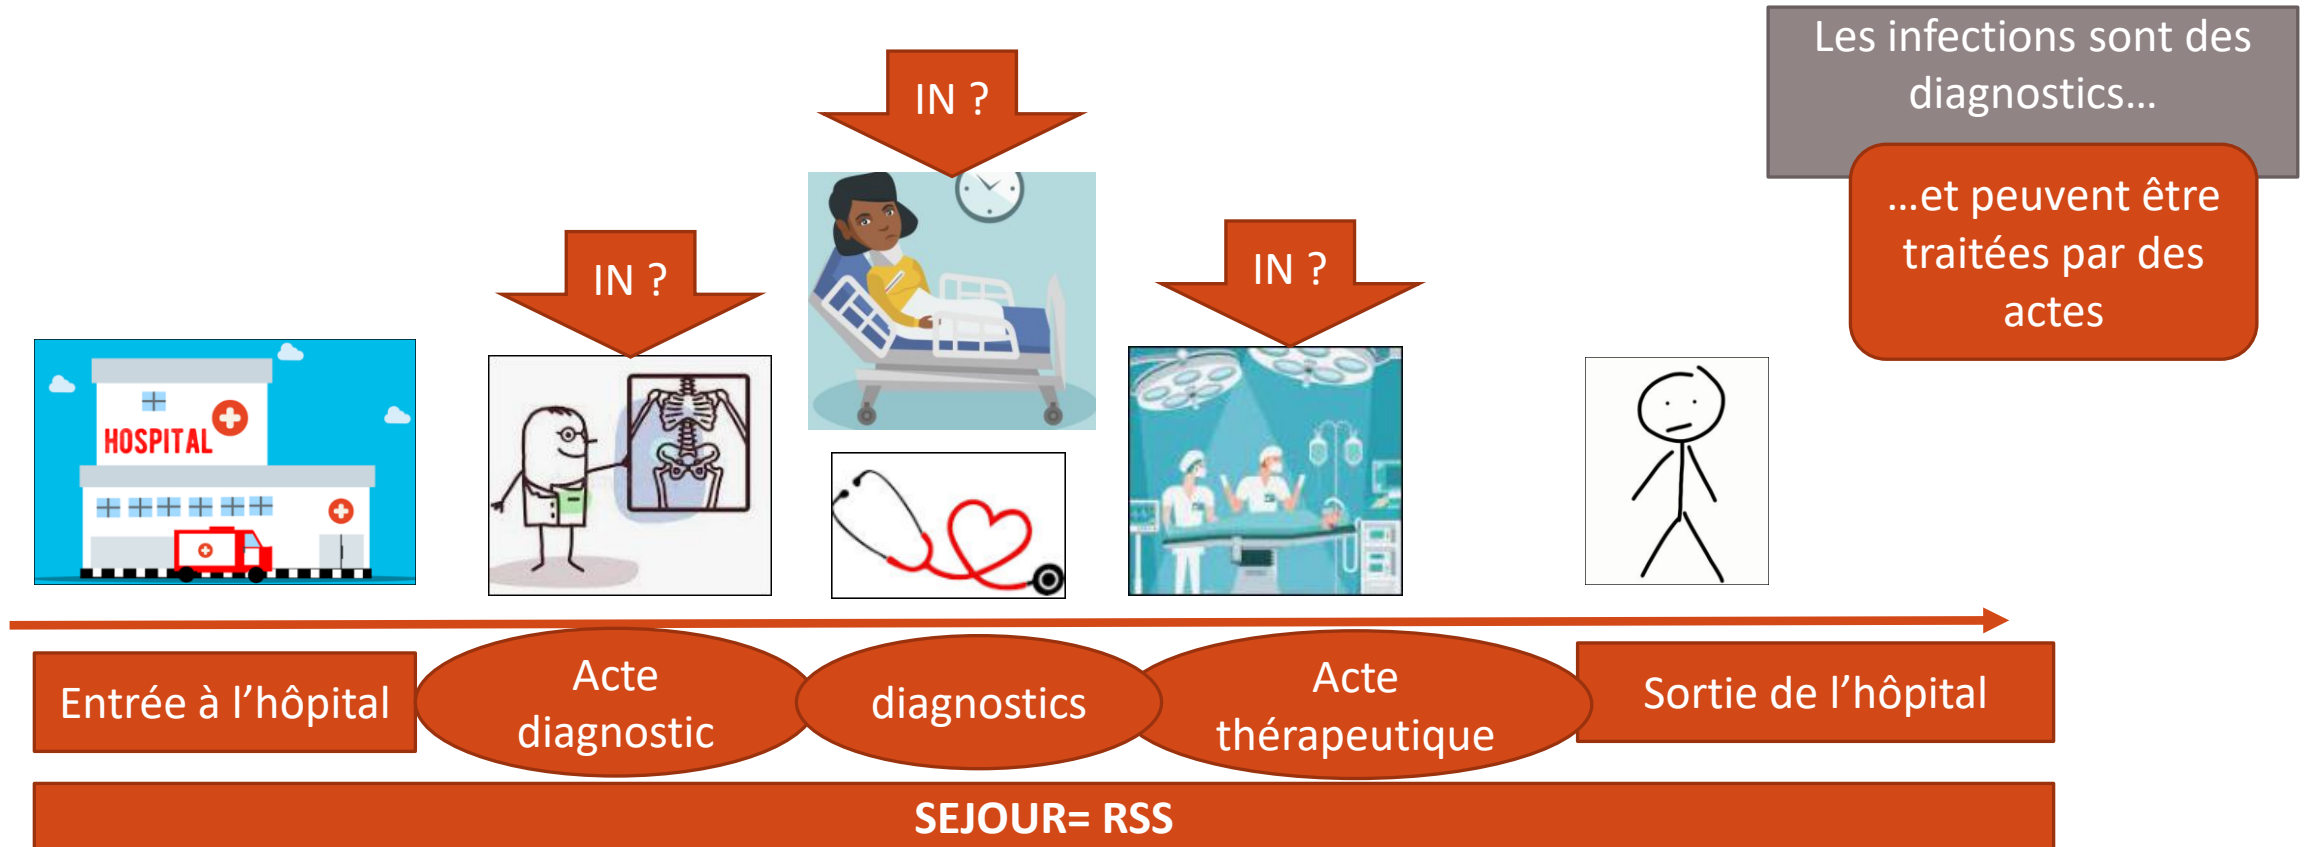 Les infections sont des
diagnostics...
...et peuvent être
traitées par des
actes
IN ?
IN ?
IN ?
HOSPITAL
Entrée à l’hôpital
Acte
diagnostic
diagnostics
Acte
thérapeutique
Sortie de l’hôpital
SEJOUR= RSS